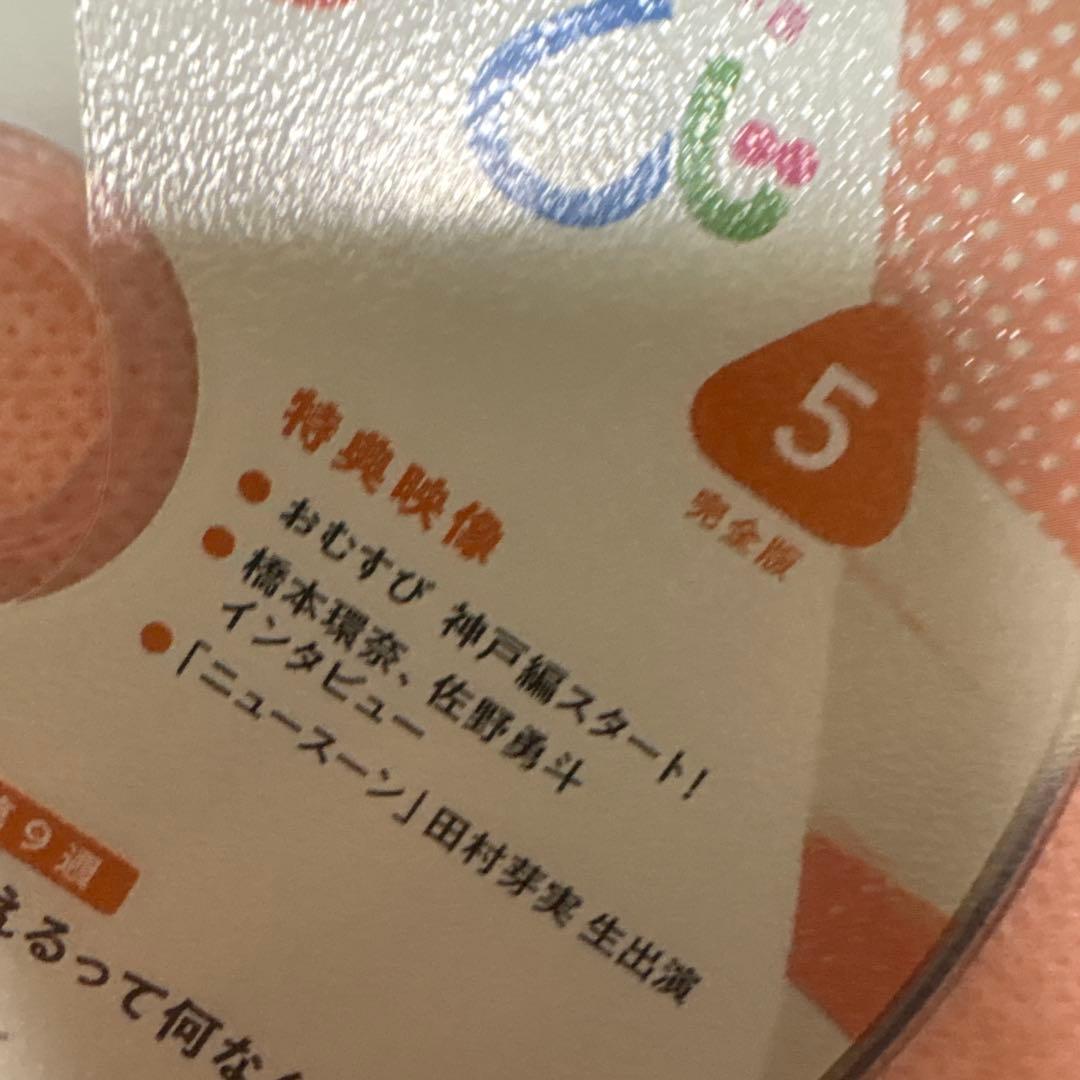 び
5
完全版
特典映像
●おむすび 神戸編スタート!
●橋本環奈、佐野勇斗
インタビュー
●「ニュースーン」田村芽実 生出演
9週
えるって何な